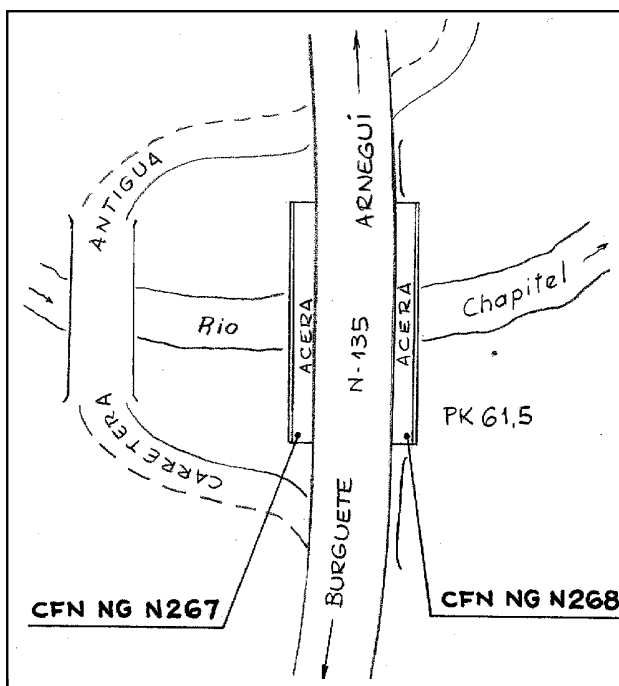 ARNEGUÍ
ANTIGUA
Rio
ACERA
N-135
ACERA
Chapitel
PK 61,5
CARRETERA
BURGUETE
CFN NG N267
CFN NG N268